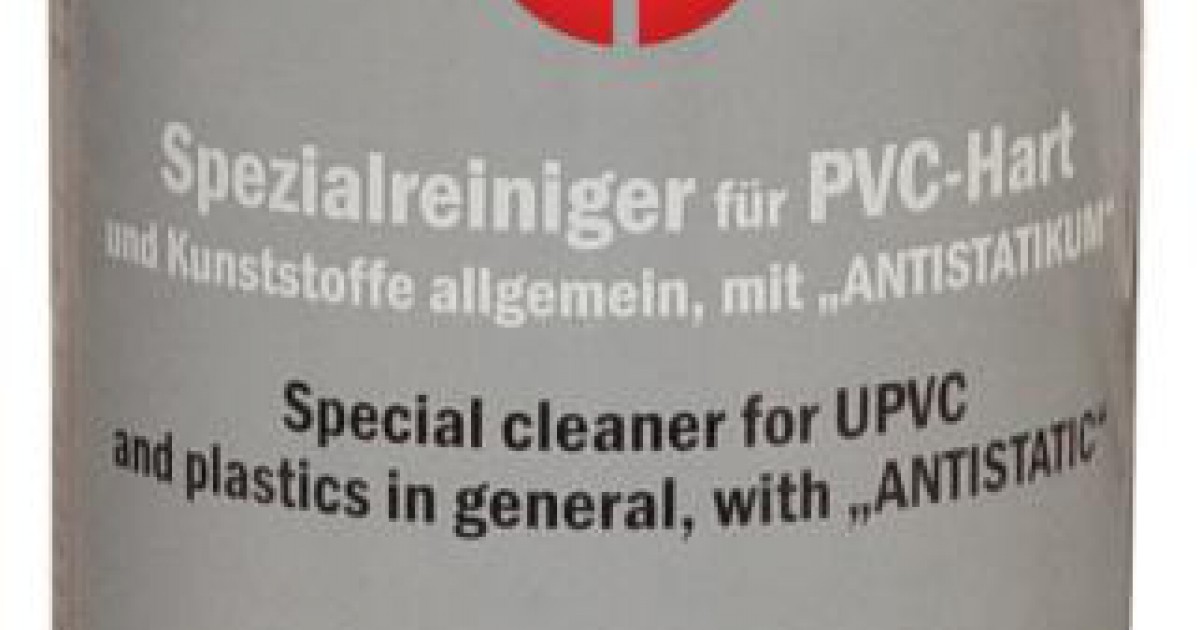 Spezialreiniger für PVC-Hart
und Kunststoffe allgemein, mit „ANTISTATIKUM“
Special cleaner for UPVC
and plastics in general, with „ANTISTATIC“